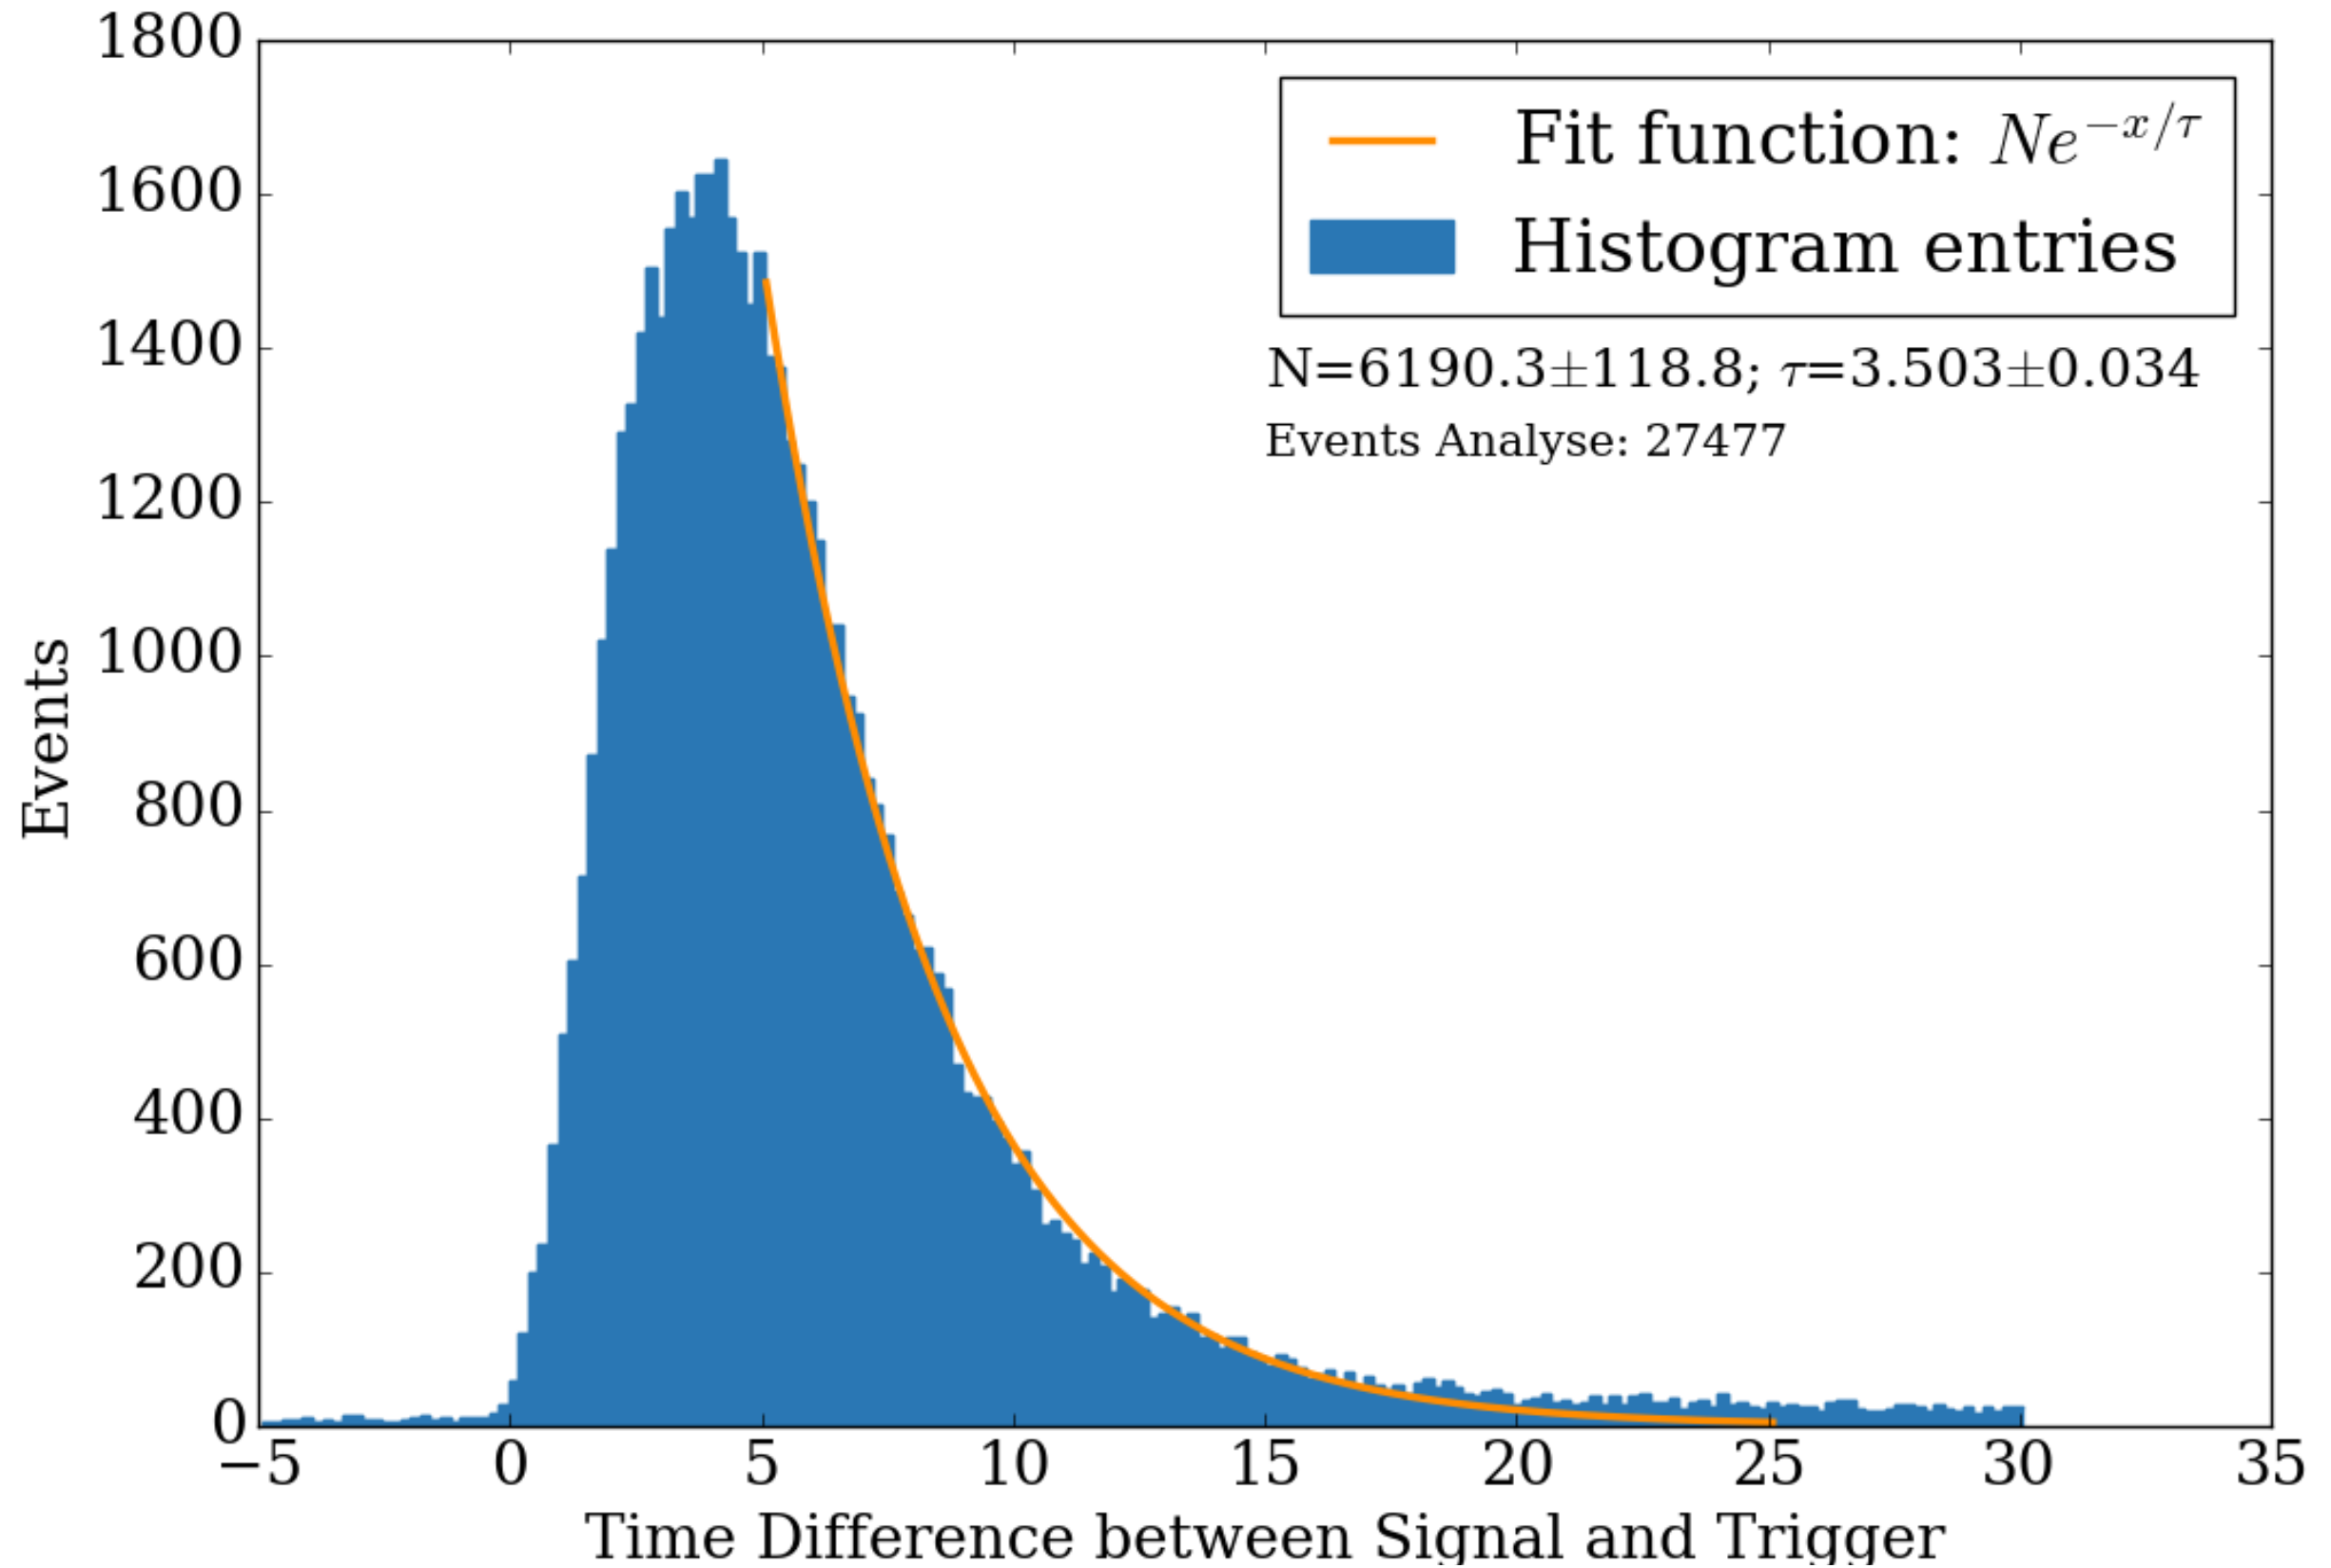 1800
1600
1400
1200
1000
800
600
400
200
0
Events
Fit function: Ne^{−x/τ}
Histogram entries
N=6190.3±118.8; τ=3.503±0.034
Events Analyse: 27477
−5 0 5 10 15 20 25 30 35
Time Difference between Signal and Trigger